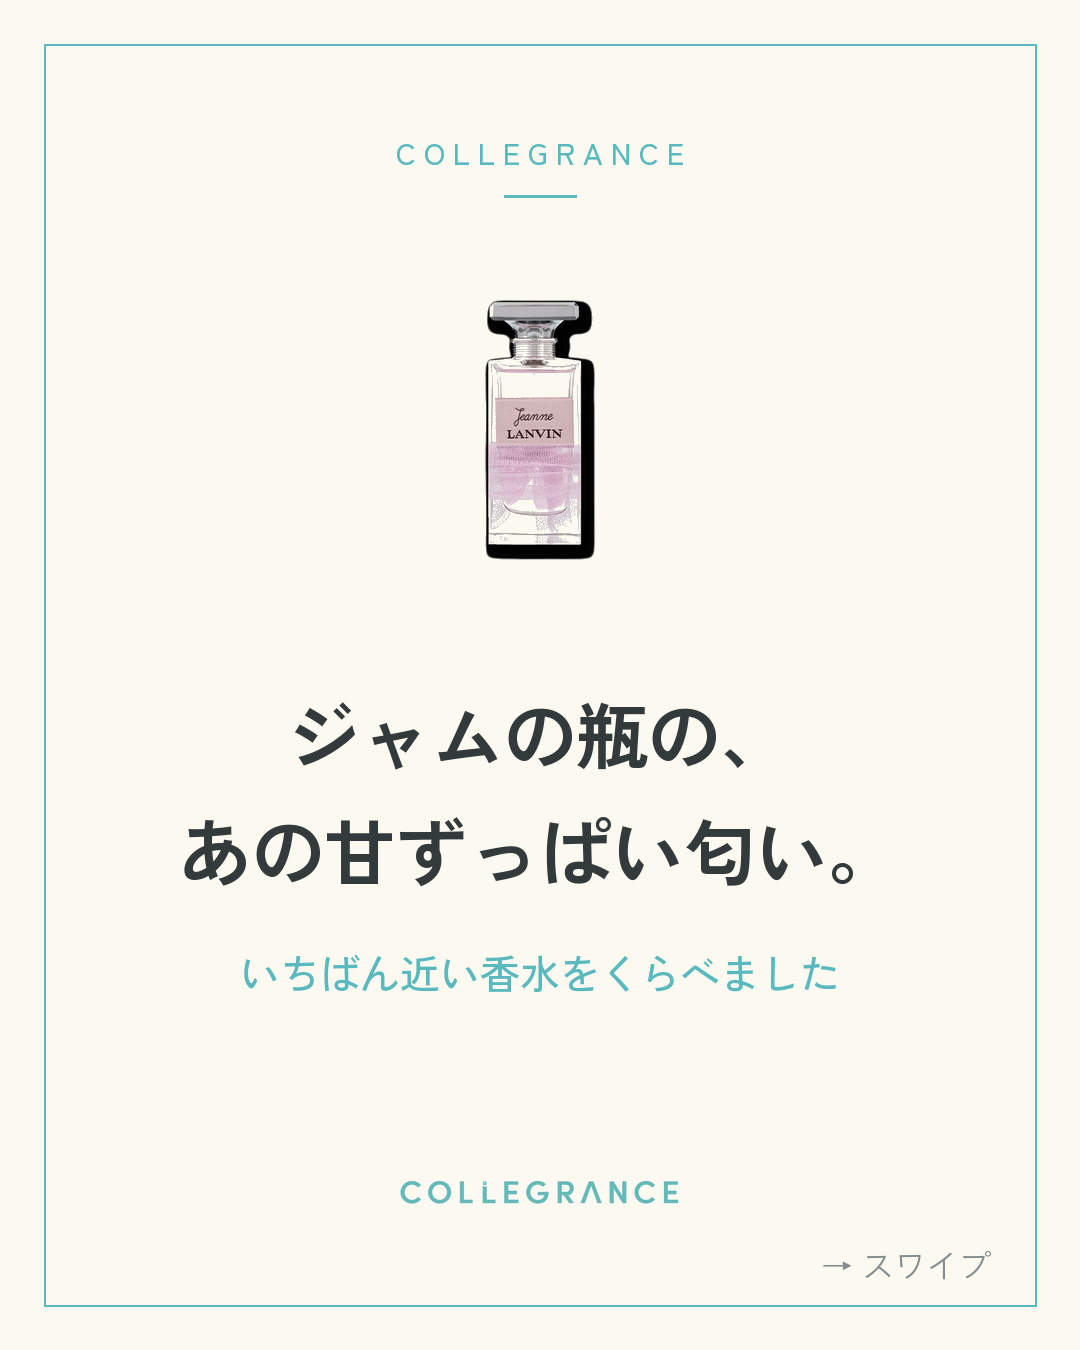 COLLEGRANCE
Jeanne
LANVIN
ジャムの瓶の、
あの甘ずっぱい匂い。
いちばん近い香水をくらべました
COLLEGRANCE
→ スワイプ